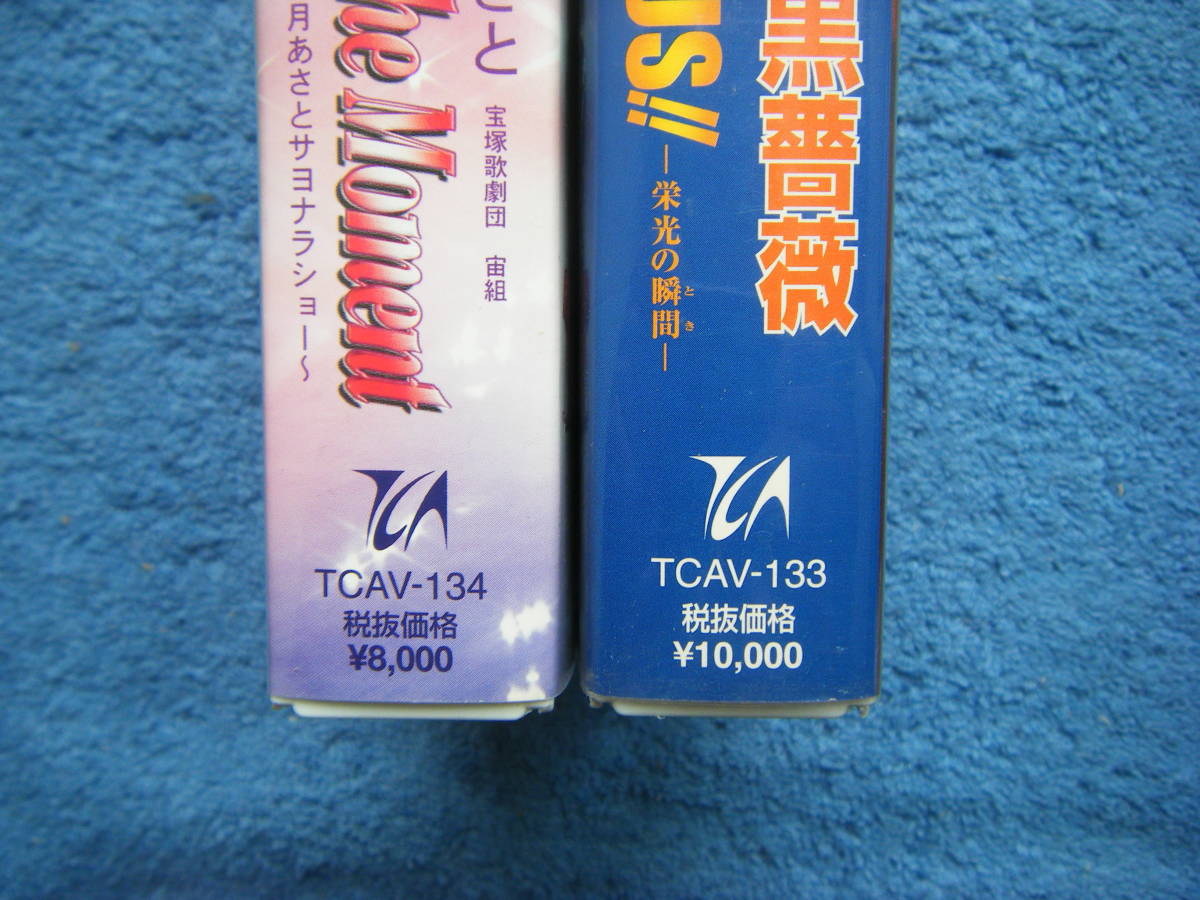 さと
宝塚歌劇団 宙組
he Moment
月あさとサヨナラショー～
TCA
TCAV-134
税抜価格
¥8,000
黒薔薇
us!!
―栄光の瞬間―
とき
TCA
TCAV-133
税抜価格
¥10,000